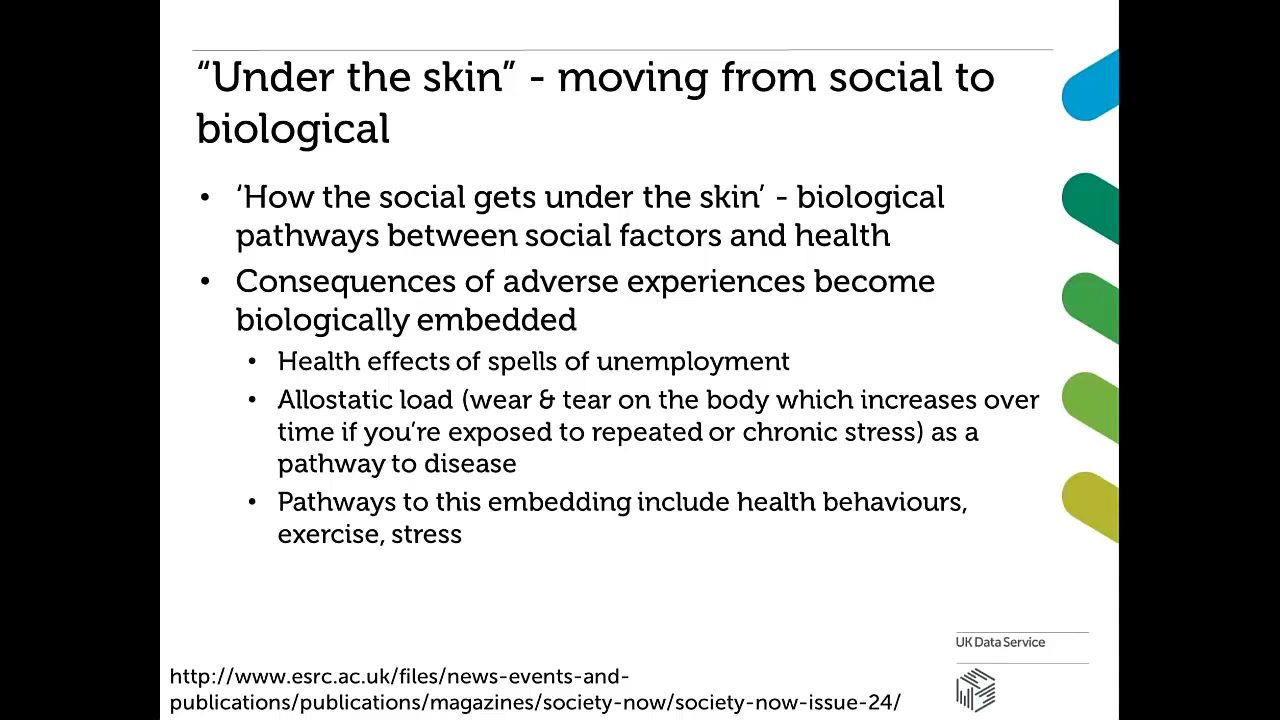 “Under the skin” - moving from social to
biological
• ‘How the social gets under the skin’ - biological
pathways between social factors and health
• Consequences of adverse experiences become
biologically embedded
• Health effects of spells of unemployment
• Allostatic load (wear & tear on the body which increases over
time if you’re exposed to repeated or chronic stress) as a
pathway to disease
• Pathways to this embedding include health behaviours,
exercise, stress
UK Data Service
http://www.esrc.ac.uk/files/news-events-and-
publications/publications/magazines/society-now/society-now-issue-24/